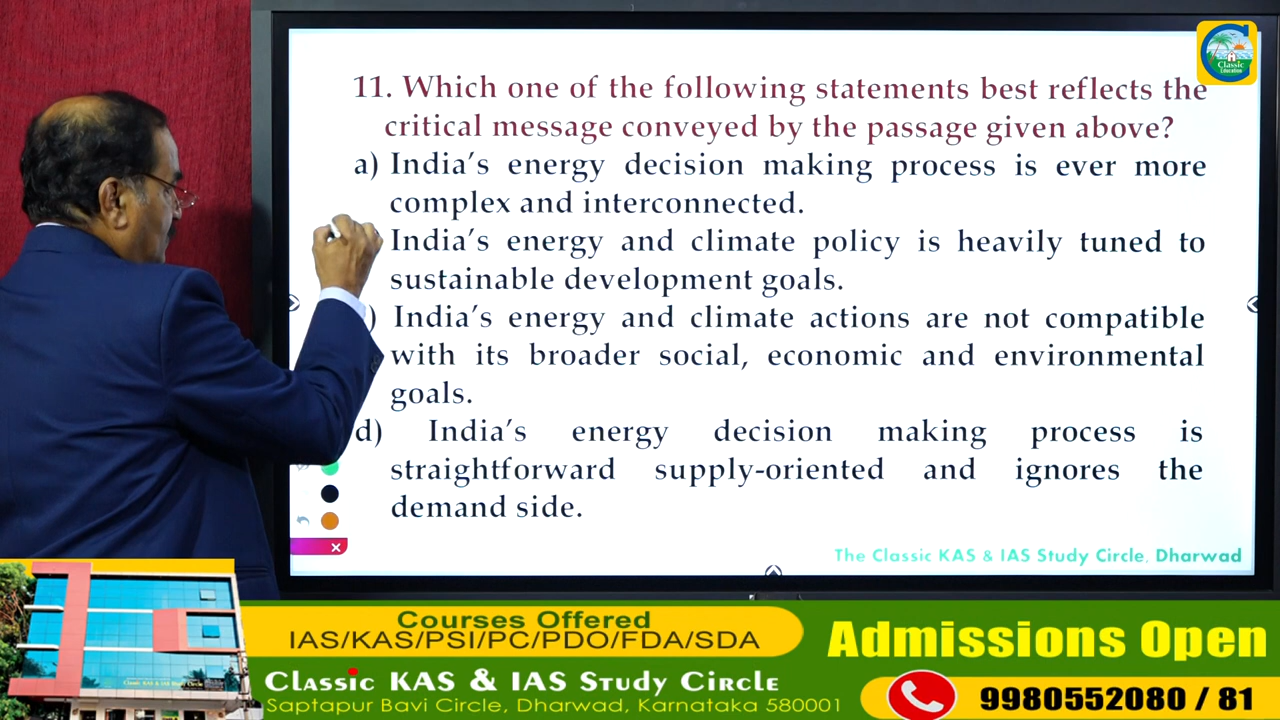 Classic
Education
11. Which one of the following statements best reflects the
critical message conveyed by the passage given above?
a) India's energy decision making process is ever more
complex and interconnected.
India's energy and climate policy is heavily tuned to
sustainable development goals.
) India's energy and climate actions are not compatible
with its broader social, economic and environmental
goals.
d) India's energy decision making process is
straightforward supply-oriented and ignores the
demand side.
The Classic KAS & IAS Study Circle, Dharwad
Courses Offered
IAS/KAS/PSI/PC/PDO/FDA/SDA
Classic KAS & IAS Study Circle
Saptapur Bavi Circle, Dharwad, Karnataka 580001
Admissions Open
9980552080 / 81